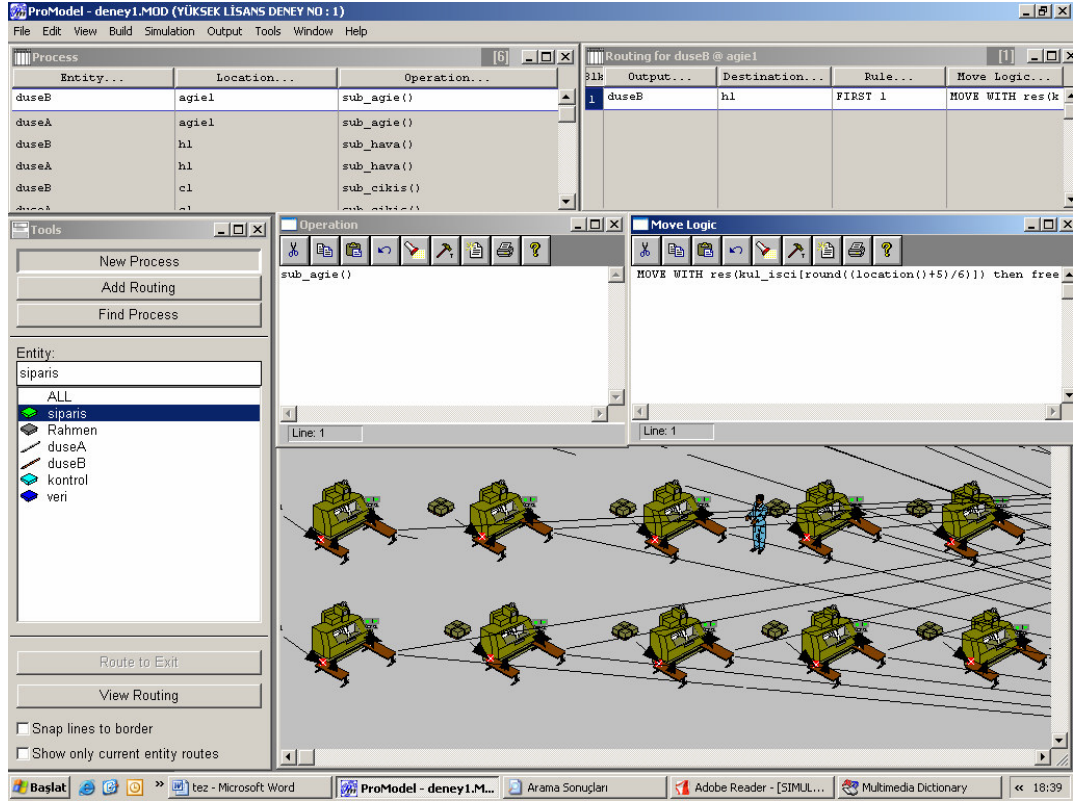 ProModel - deney1.MOD (YÜKSEK LİSANS DENEY NO : 1)
File Edit View Build Simulation Output Tools Window Help
Process [6]
Entity... Location... Operation...
duseB agie1 sub_agie()
duseA agie1 sub_agie()
duseB h1 sub_hava()
duseA h1 sub_hava()
duseB c1 sub_cikis()
duseA c1 sub_cikis()
Routing for duseB @ agie1 [1]
Blk Output... Destination... Rule... Move Logic...
1 duseB h1 FIRST 1 MOVE WITH res(k
Tools
New Process
Add Routing
Find Process
Entity:
siparis
ALL
siparis
Rahmen
duseA
duseB
kontrol
veri
Route to Exit
View Routing
Snap lines to border
Show only current entity routes
Operation
sub_agie()
Line: 1
Move Logic
MOVE WITH res(kul_isci[round((location()+5)/6)]) then free
Line: 1
Başlat » tez - Microsoft Word ProModel - deney1.M... Arama Sonuçları Adobe Reader - [SIMUL... Multimedia Dictionary « 18:39